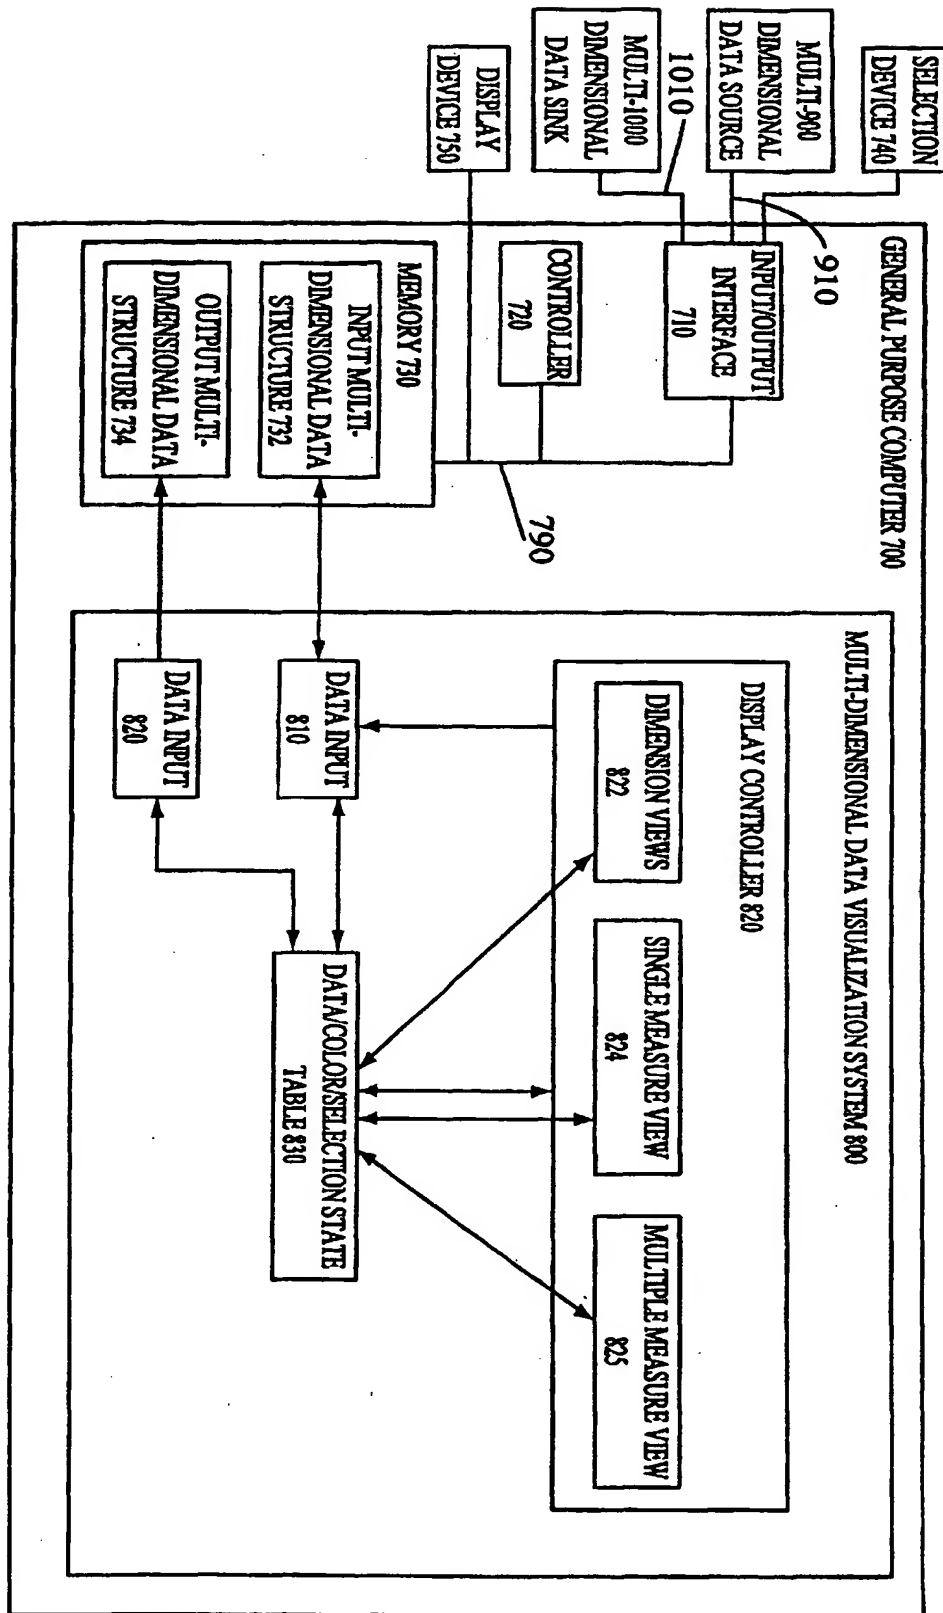 GENERAL PURPOSE COMPUTER 700
SELECTION
DEVICE 740
MULTI-900
DIMENSIONAL
DATA SOURCE
910
MULTI-1000
DIMENSIONAL
DATA SINK
1010
DISPLAY
DEVICE 750
INPUT/OUTPUT
INTERFACE
710
CONTROLLER
720
790
MEMORY 730
INPUT MULTI-
DIMENSIONAL DATA
STRUCTURE 732
OUTPUT MULTI-
DIMENSIONAL DATA
STRUCTURE 734
MULTI-DIMENSIONAL DATA VISUALIZATION SYSTEM 800
DISPLAY CONTROLLER 820
DIMENSION VIEWS
822
SINGLE MEASURE VIEW
824
MULTIPLE MEASURE VIEW
825
DATA INPUT
810
DATA/COLOR/SELECTION STATE
TABLE 830
DATA INPUT
820